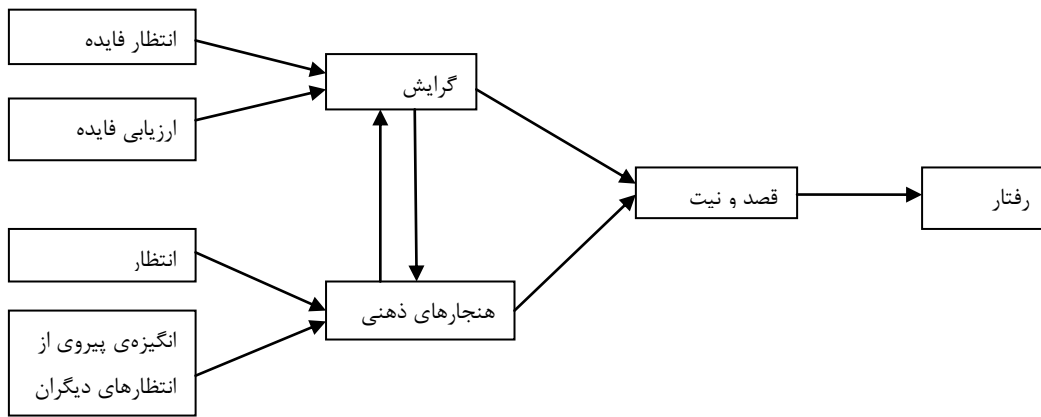 انتظار فایده
گرایش
ارزیابی فایده
قصد و نیت
رفتار
انتظار
هنجارهای ذهنی
انگیزه‌ی پیروی از
انتظارهای دیگران